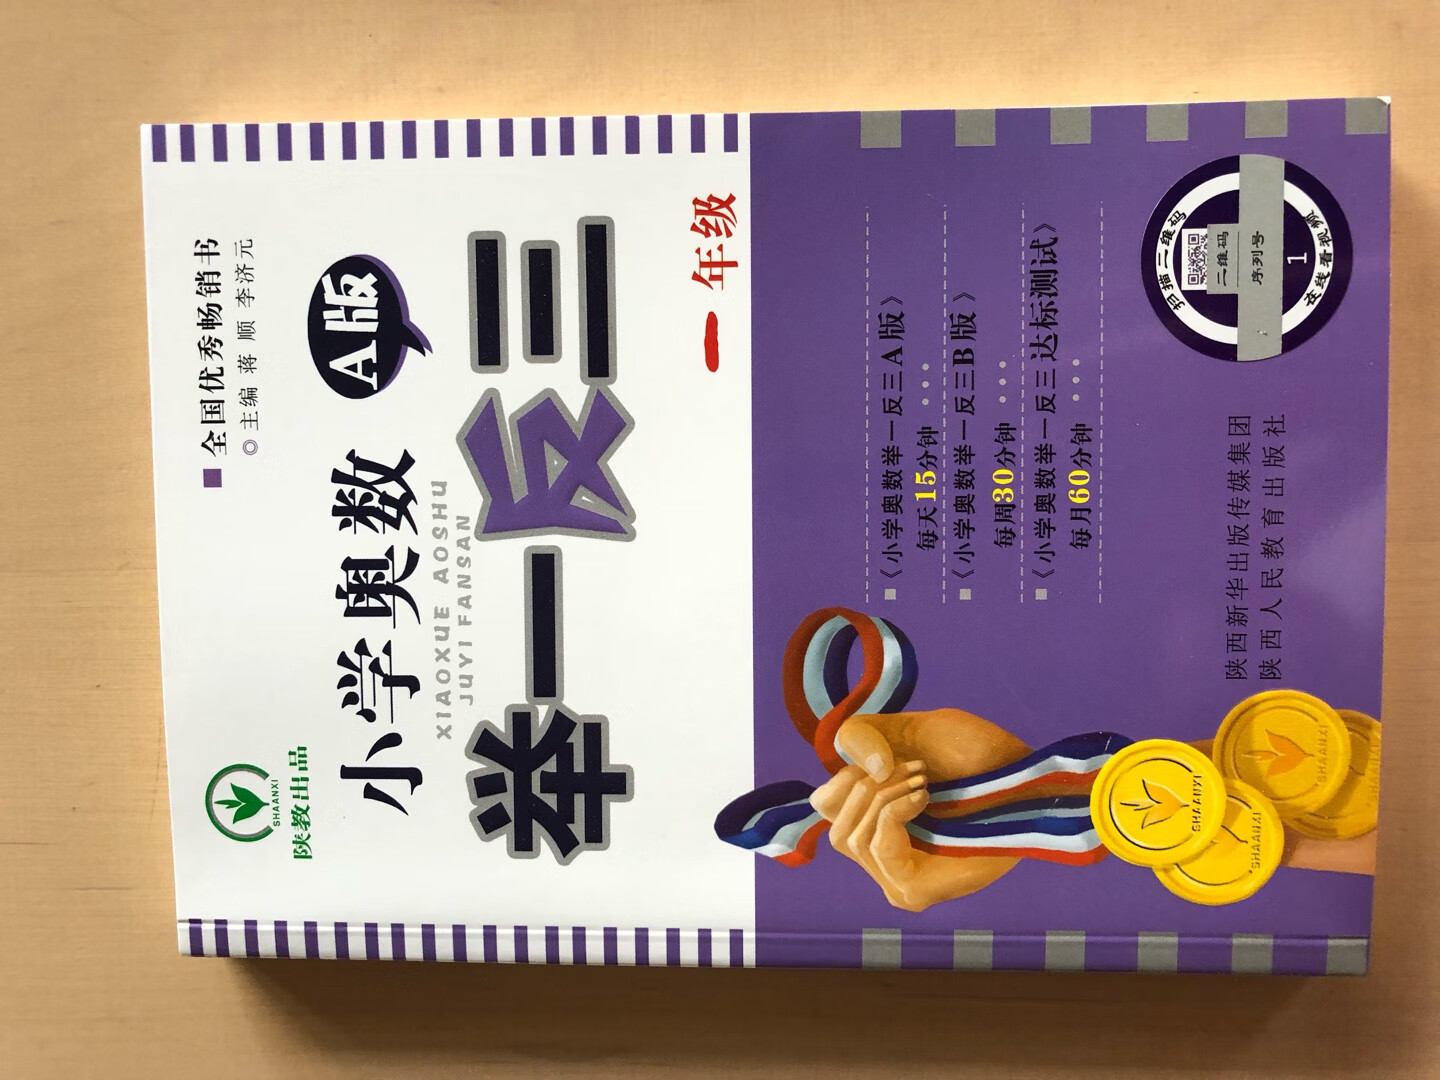 SHAANXI
陕教出品
全国优秀畅销书
主编 蒋 顺 李济元
小学奥数
A版
XIAOXUE AOSHU
JUYI FANSAN
举一反三
一年级
《小学奥数举一反三A版》
每天15分钟
《小学奥数举一反三B版》
每周30分钟
《小学奥数举一反三达标测试》
每月60分钟
SHAANXI
SHAANXI
SHAANXI
陕西新华出版传媒集团
陕西人民教育出版社
扫描二维码
二维码
序列号
1
在线看视频